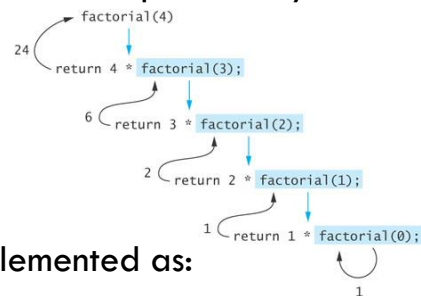 factorial(4)
24
return 4 * factorial(3);
6
return 3 * factorial(2);
2
return 2 * factorial(1);
1
return 1 * factorial(0);
lemented as:
1